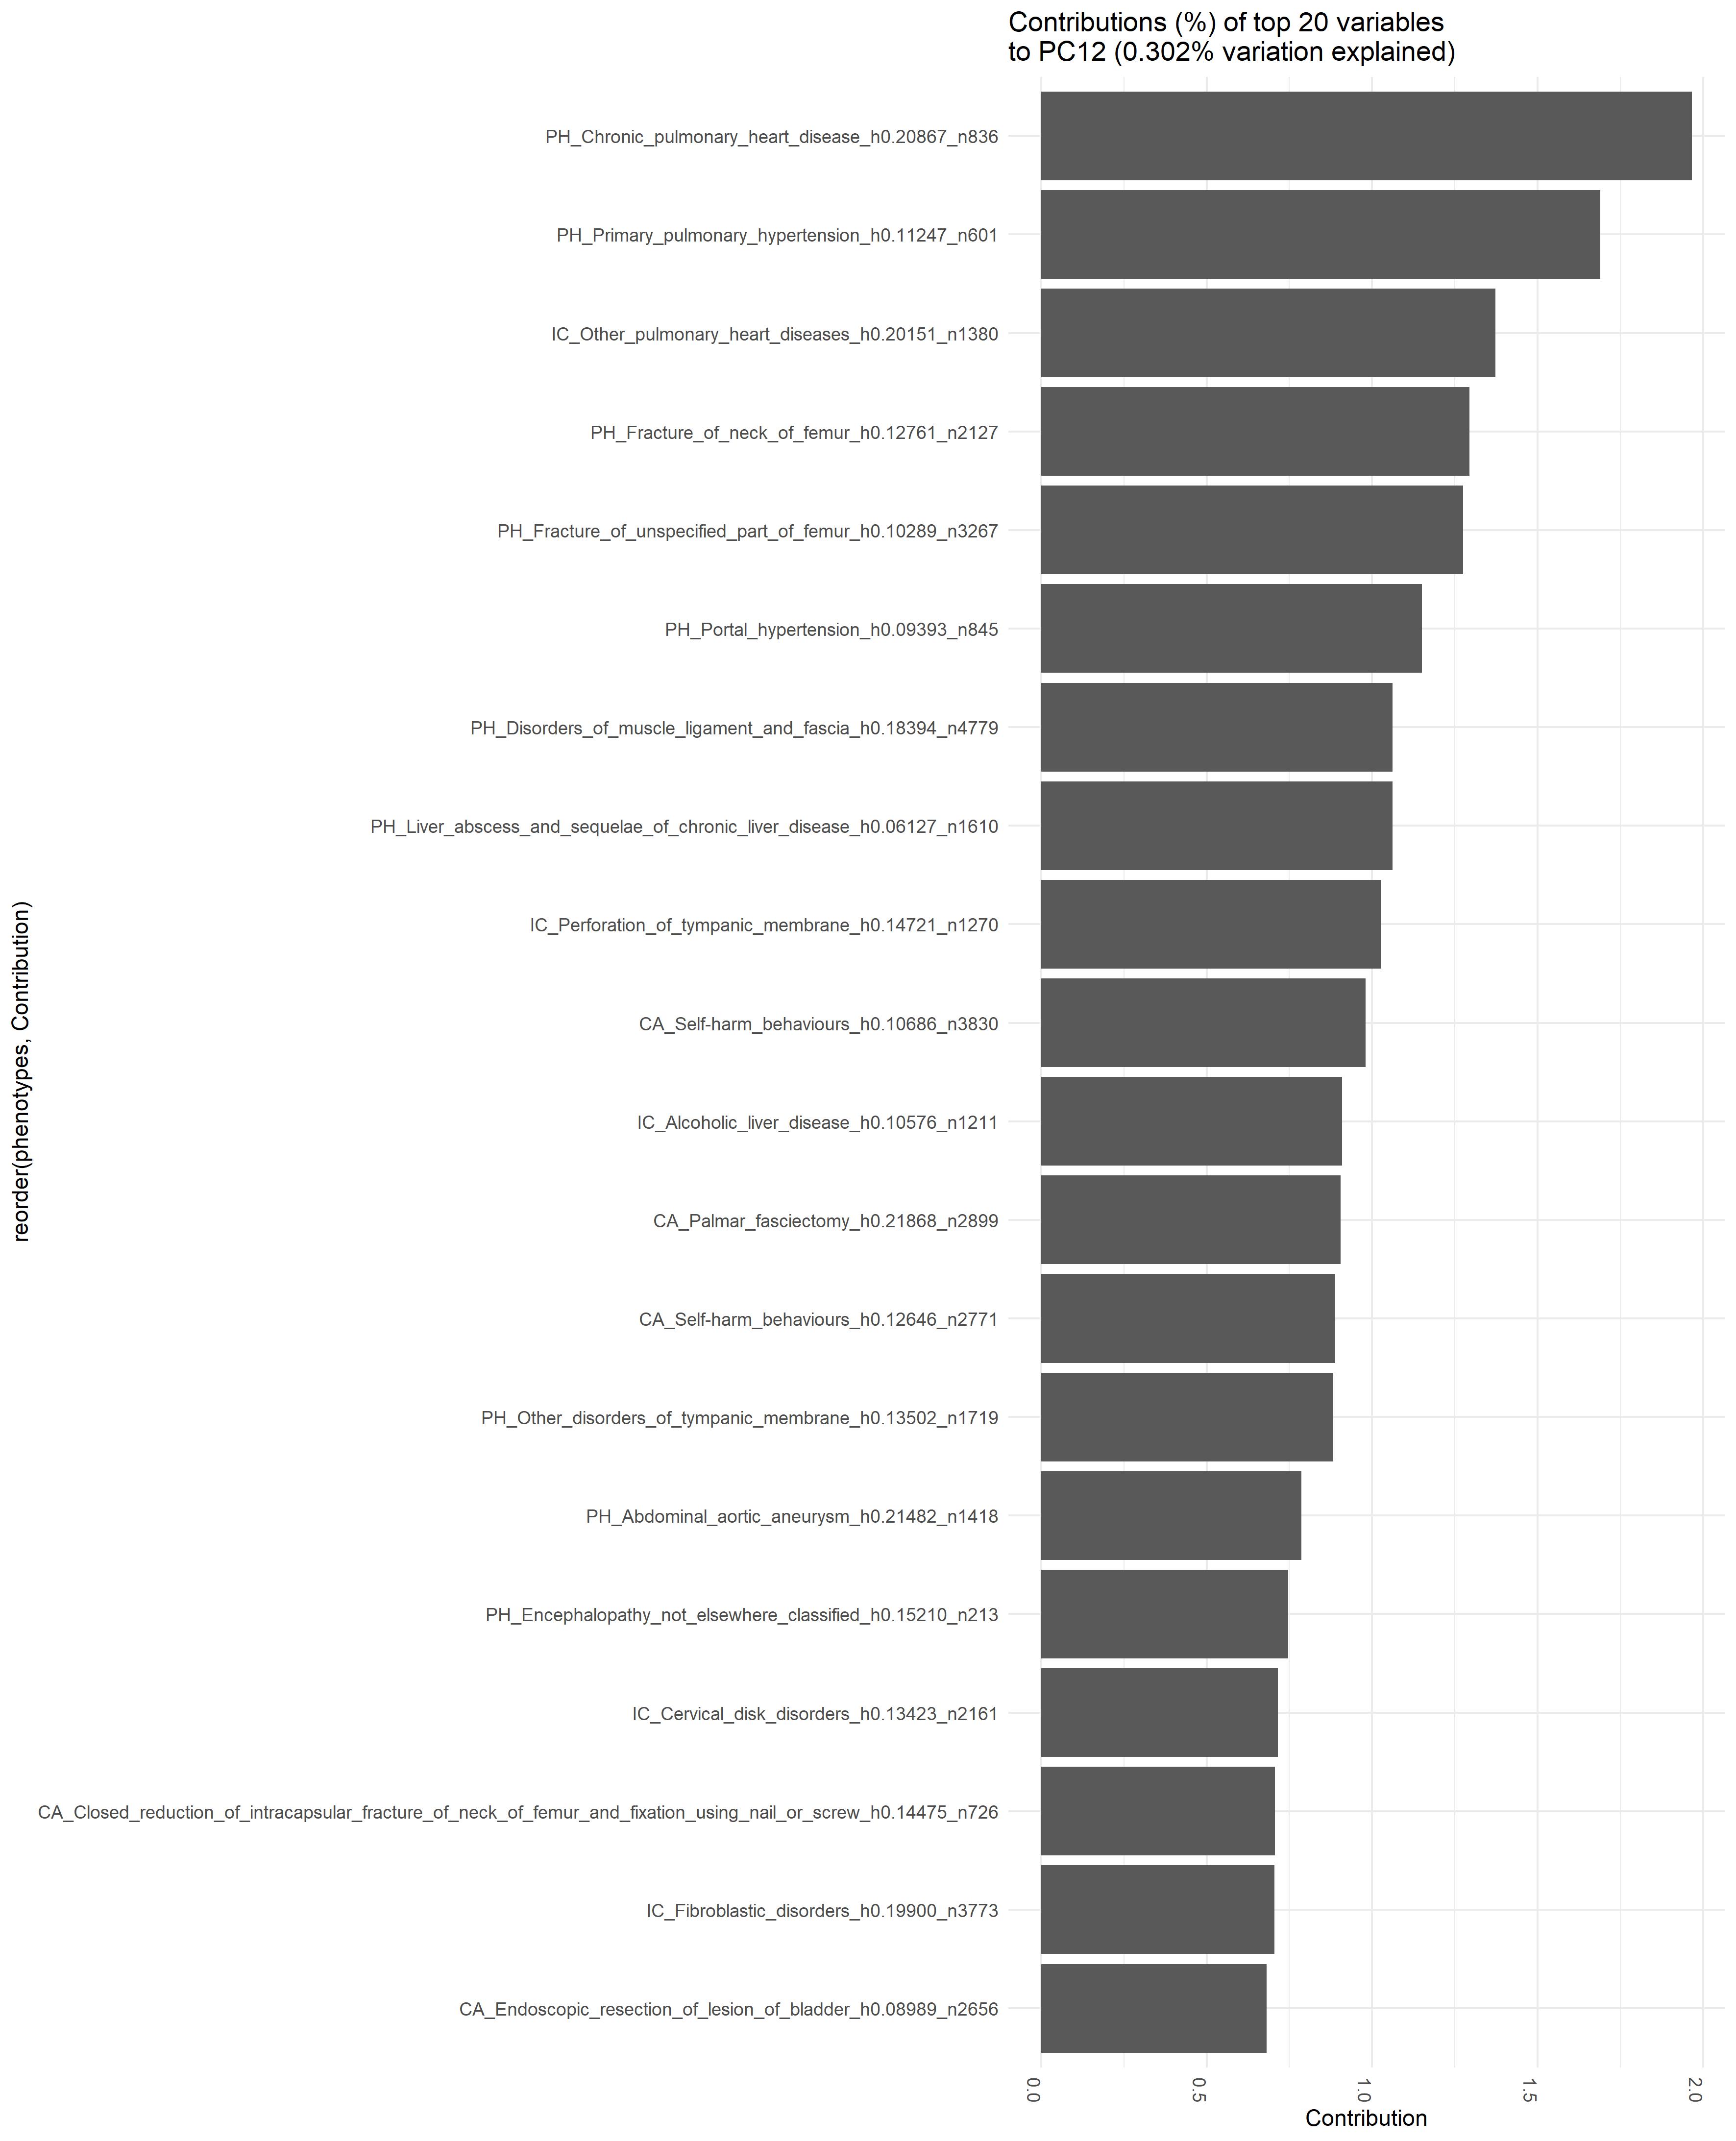 Contributions (%) of top 20 variables
to PC12 (0.302% variation explained)
PH_Chronic_pulmonary_heart_disease_h0.20867_n836
PH_Primary_pulmonary_hypertension_h0.11247_n601
IC_Other_pulmonary_heart_diseases_h0.20151_n1380
PH_Fracture_of_neck_of_femur_h0.12761_n2127
PH_Fracture_of_unspecified_part_of_femur_h0.10289_n3267
PH_Portal_hypertension_h0.09393_n845
PH_Disorders_of_muscle_ligament_and_fascia_h0.18394_n4779
PH_Liver_abscess_and_sequelae_of_chronic_liver_disease_h0.06127_n1610
IC_Perforation_of_tympanic_membrane_h0.14721_n1270
CA_Self-harm_behaviours_h0.10686_n3830
IC_Alcoholic_liver_disease_h0.10576_n1211
CA_Palmar_fasciectomy_h0.21868_n2899
CA_Self-harm_behaviours_h0.12646_n2771
PH_Other_disorders_of_tympanic_membrane_h0.13502_n1719
PH_Abdominal_aortic_aneurysm_h0.21482_n1418
PH_Encephalopathy_not_elsewhere_classified_h0.15210_n213
IC_Cervical_disk_disorders_h0.13423_n2161
CA_Closed_reduction_of_intracapsular_fracture_of_neck_of_femur_and_fixation_using_nail_or_screw_h0.14475_n726
IC_Fibroblastic_disorders_h0.19900_n3773
CA_Endoscopic_resection_of_lesion_of_bladder_h0.08989_n2656
reorder(phenotypes, Contribution)
0.0 0.5 1.0 1.5 2.0
Contribution